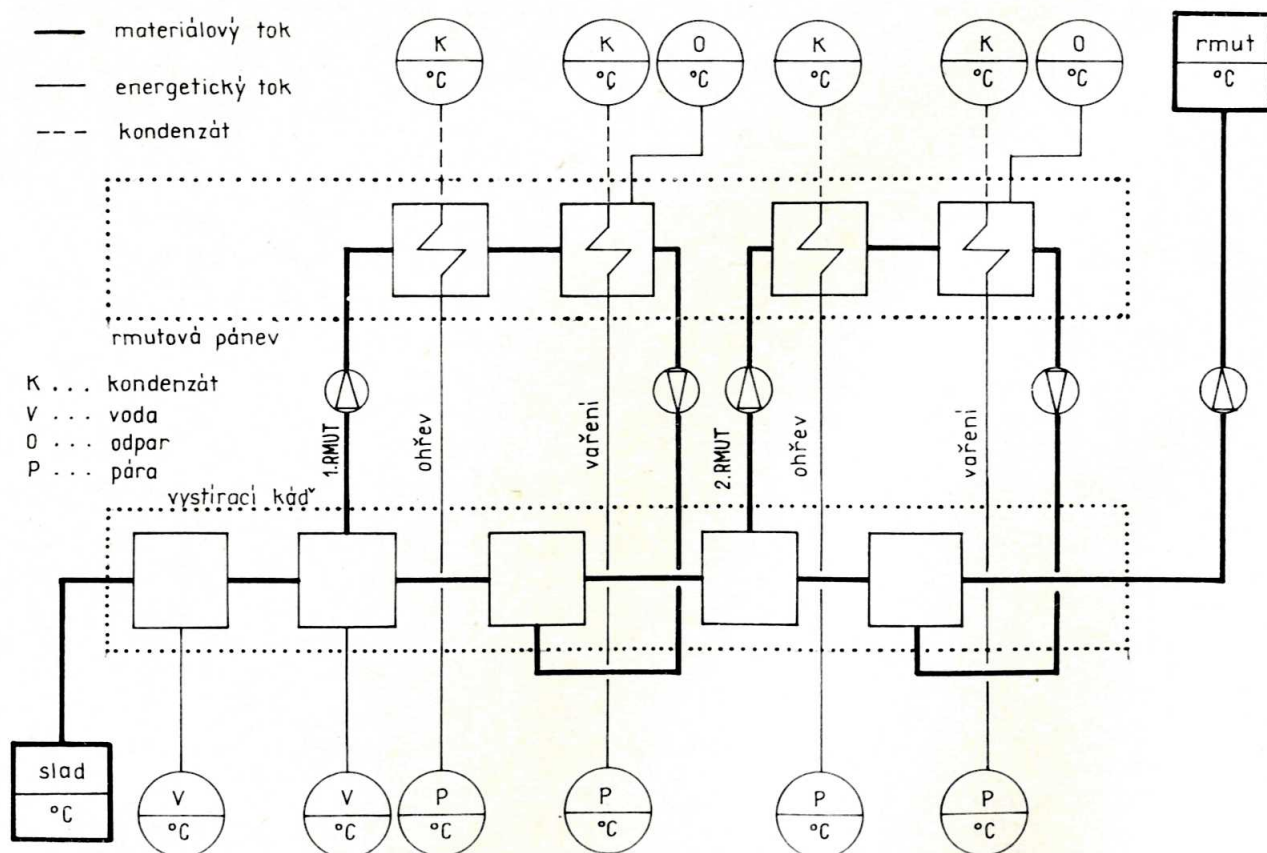 materiálový tok
energetický tok
kondenzát
K
°C
K
°C
O
°C
K
°C
K
°C
O
°C
rmut
°C
rmutová pánev
K ... kondenzát
V ... voda
O ... odpar
P ... pára
1.RMUT
ohřev
vaření
2.RMUT
ohřev
vaření
vystírací káď
slad
°C
V
°C
V
°C
P
°C
P
°C
P
°C
P
°C